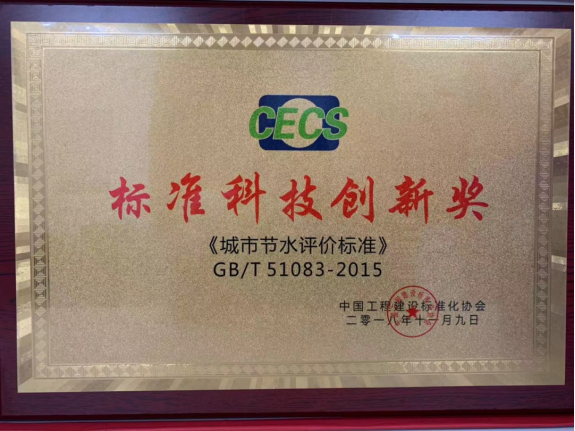 CECS
标准科技创新奖
《城市节水评价标准》
GB/T 51083-2015
中国工程建设标准化协会
二零一八年十一月九日